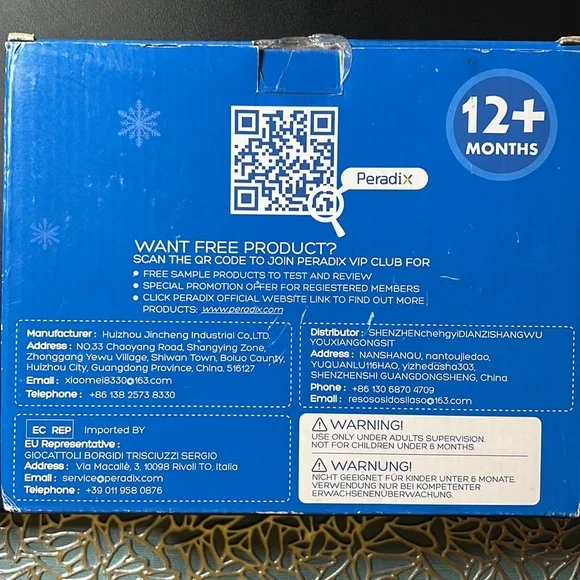 12+
MONTHS
Peradix
WANT FREE PRODUCT?
SCAN THE QR CODE TO JOIN PERADIX VIP CLUB FOR
FREE SAMPLE PRODUCTS TO TEST AND REVIEW
SPECIAL PROMOTION OFFER FOR REGIESTERED MEMBERS
CLICK PERADIX OFFICIAL WEBSITE LINK TO FIND OUT MORE
PRODUCTS: www.peradix.com
Manufacturer : Huizhou Jincheng Industrial Co.,LTD.
Address : NO.33 Chaoyang Road, Shangying Zone,
Zhonggang Yewu Village, Shiwan Town, Boluo Caunty,
Huizhou City, Guangdong Province, China. 516127
Email : xiaomei8330@163.com
Telephone : +86 138 2573 8330
Distributor : SHENZHENchehgyiDIANZISHANGWU
YOUXIANGONGSIT
Address : NANSHANQU, nantoujiedao,
YUQUANLU116HAO, yizhedasha303,
SHENZHENSHI GUANGDONGSHENG, China
Phone : +86 130 6870 4709
Email : resososidosilaso@163.com
EC REP Imported BY
EU Representative :
GIOCATTOLI BORGIDI TRISCIUZZI SERGIO
Address : Via Macallè, 3, 10098 Rivoli TO, Italia
Email : service@peradix.com
Telephone : +39 011 958 0876
WARNING!
USE ONLY UNDER ADULTS SUPERVISION.
NOT FOR CHILDREN UNDER 6 MONTHS.
WARNUNG!
NICHT GEEIGNET FÜR KINDER UNTER 6 MONATE.
VERWENDUNG NUR BEI KOMPETENTER
ERWACHSENENÜBERWACHUNG.